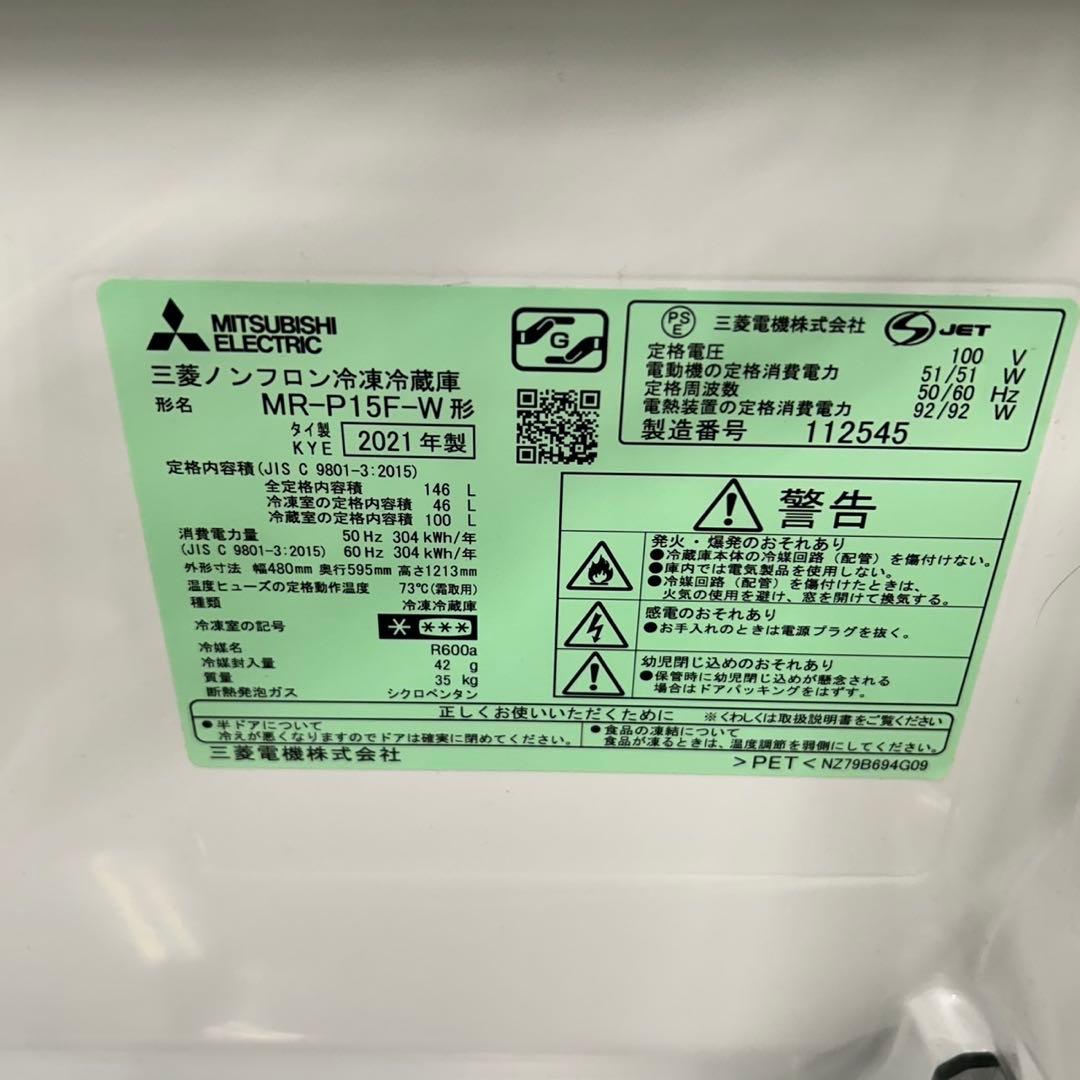 MITSUBISHI
ELECTRIC
三菱ノンフロン冷凍冷蔵庫
形名 MR-P15F-W形
タイ製
KYE 2021年製
定格内容積(JIS C 9801-3:2015)
全定格内容積 146 L
冷凍室の定格内容積 46 L
冷蔵室の定格内容積 100 L
消費電力量 50Hz 304kWh/年
(JIS C 9801-3:2015) 60Hz 304kWh/年
外形寸法 幅480mm 奥行595mm 高さ1213mm
温度ヒューズの定格動作温度 73℃(霜取用)
種類 冷凍冷蔵庫
冷凍室の記号
冷媒名 R600a
冷媒封入量 42 g
質量 35 kg
断熱発泡ガス シクロペンタン
G
PS
E 三菱電機株式会社 JET
定格電圧 100 V
電動機の定格消費電力 51/51 W
定格周波数 50/60 Hz
電熱装置の定格消費電力 92/92 W
製造番号 112545
警告
発火・爆発のおそれあり
●冷蔵庫本体の冷媒回路(配管)を傷付けない。
●庫内では電気製品を使用しない。
●冷媒回路(配管)を傷付けたときは、
火気の使用を避け、窓を開けて換気する。
感電のおそれあり
●お手入れのときは電源プラグを抜く。
幼児閉じ込めのおそれあり
●保管時に幼児閉じ込めが懸念される
場合はドアパッキングをはずす。
正しくお使いいただくために ※くわしくは取扱説明書をご覧ください
●半ドアについて
冷えが悪くなりますのでドアは確実に閉めてください。
●食品の凍結について
食品が凍るときは、温度調節を弱側にしてください。
三菱電機株式会社
>PET< NZ79B694G09